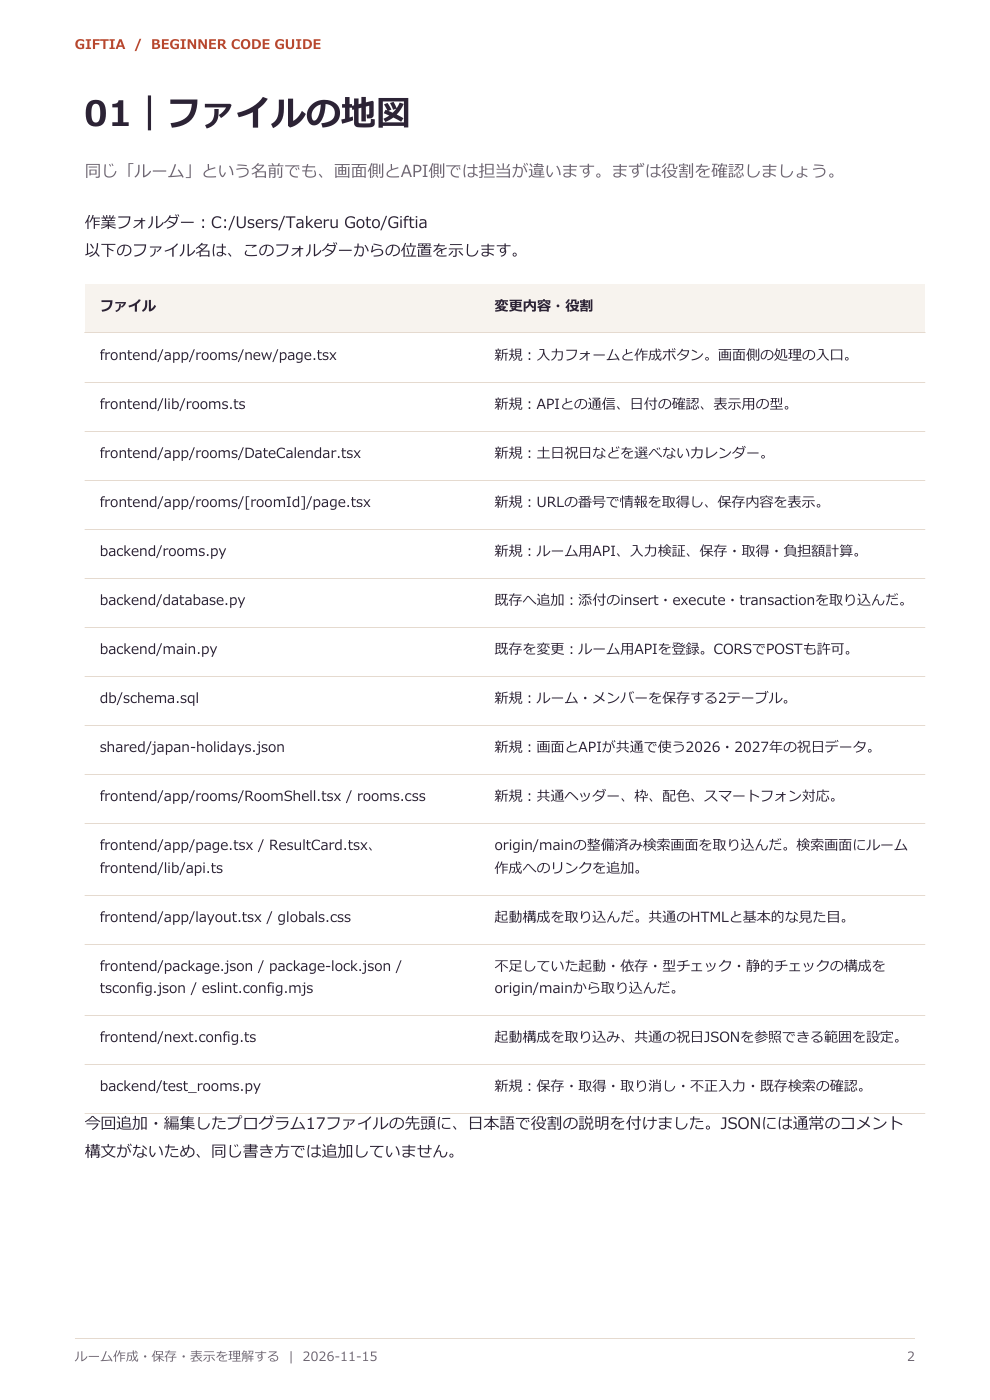 GIFTIA / BEGINNER CODE GUIDE
01｜ファイルの地図
同じ「ルーム」という名前でも、画面側とAPI側では担当が違います。まずは役割を確認しましょう。
作業フォルダー：C:/Users/Takeru Goto/Giftia
以下のファイル名は、このフォルダーからの位置を示します。
ファイル 変更内容・役割
frontend/app/rooms/new/page.tsx 新規：入力フォームと作成ボタン。画面側の処理の入口。
frontend/lib/rooms.ts 新規：APIとの通信、日付の確認、表示用の型。
frontend/app/rooms/DateCalendar.tsx 新規：土日祝日などを選べないカレンダー。
frontend/app/rooms/[roomId]/page.tsx 新規：URLの番号で情報を取得し、保存内容を表示。
backend/rooms.py 新規：ルーム用API、入力検証、保存・取得・負担額計算。
backend/database.py 既存へ追加：添付のinsert・execute・transactionを取り込んだ。
backend/main.py 既存を変更：ルーム用APIを登録。CORSでPOSTも許可。
db/schema.sql 新規：ルーム・メンバーを保存する2テーブル。
shared/japan-holidays.json 新規：画面とAPIが共通で使う2026・2027年の祝日データ。
frontend/app/rooms/RoomShell.tsx / rooms.css 新規：共通ヘッダー、枠、配色、スマートフォン対応。
frontend/app/page.tsx / ResultCard.tsx、 origin/mainの整備済み検索画面を取り込んだ。検索画面にルーム
frontend/lib/api.ts 作成へのリンクを追加。
frontend/app/layout.tsx / globals.css 起動構成を取り込んだ。共通のHTMLと基本的な見た目。
frontend/package.json / package-lock.json / 不足していた起動・依存・型チェック・静的チェックの構成を
tsconfig.json / eslint.config.mjs origin/mainから取り込んだ。
frontend/next.config.ts 起動構成を取り込み、共通の祝日JSONを参照できる範囲を設定。
backend/test_rooms.py 新規：保存・取得・取り消し・不正入力・既存検索の確認。
今回追加・編集したプログラム17ファイルの先頭に、日本語で役割の説明を付けました。JSONには通常のコメント
構文がないため、同じ書き方では追加していません。
ルーム作成・保存・表示を理解する | 2026-11-15 2